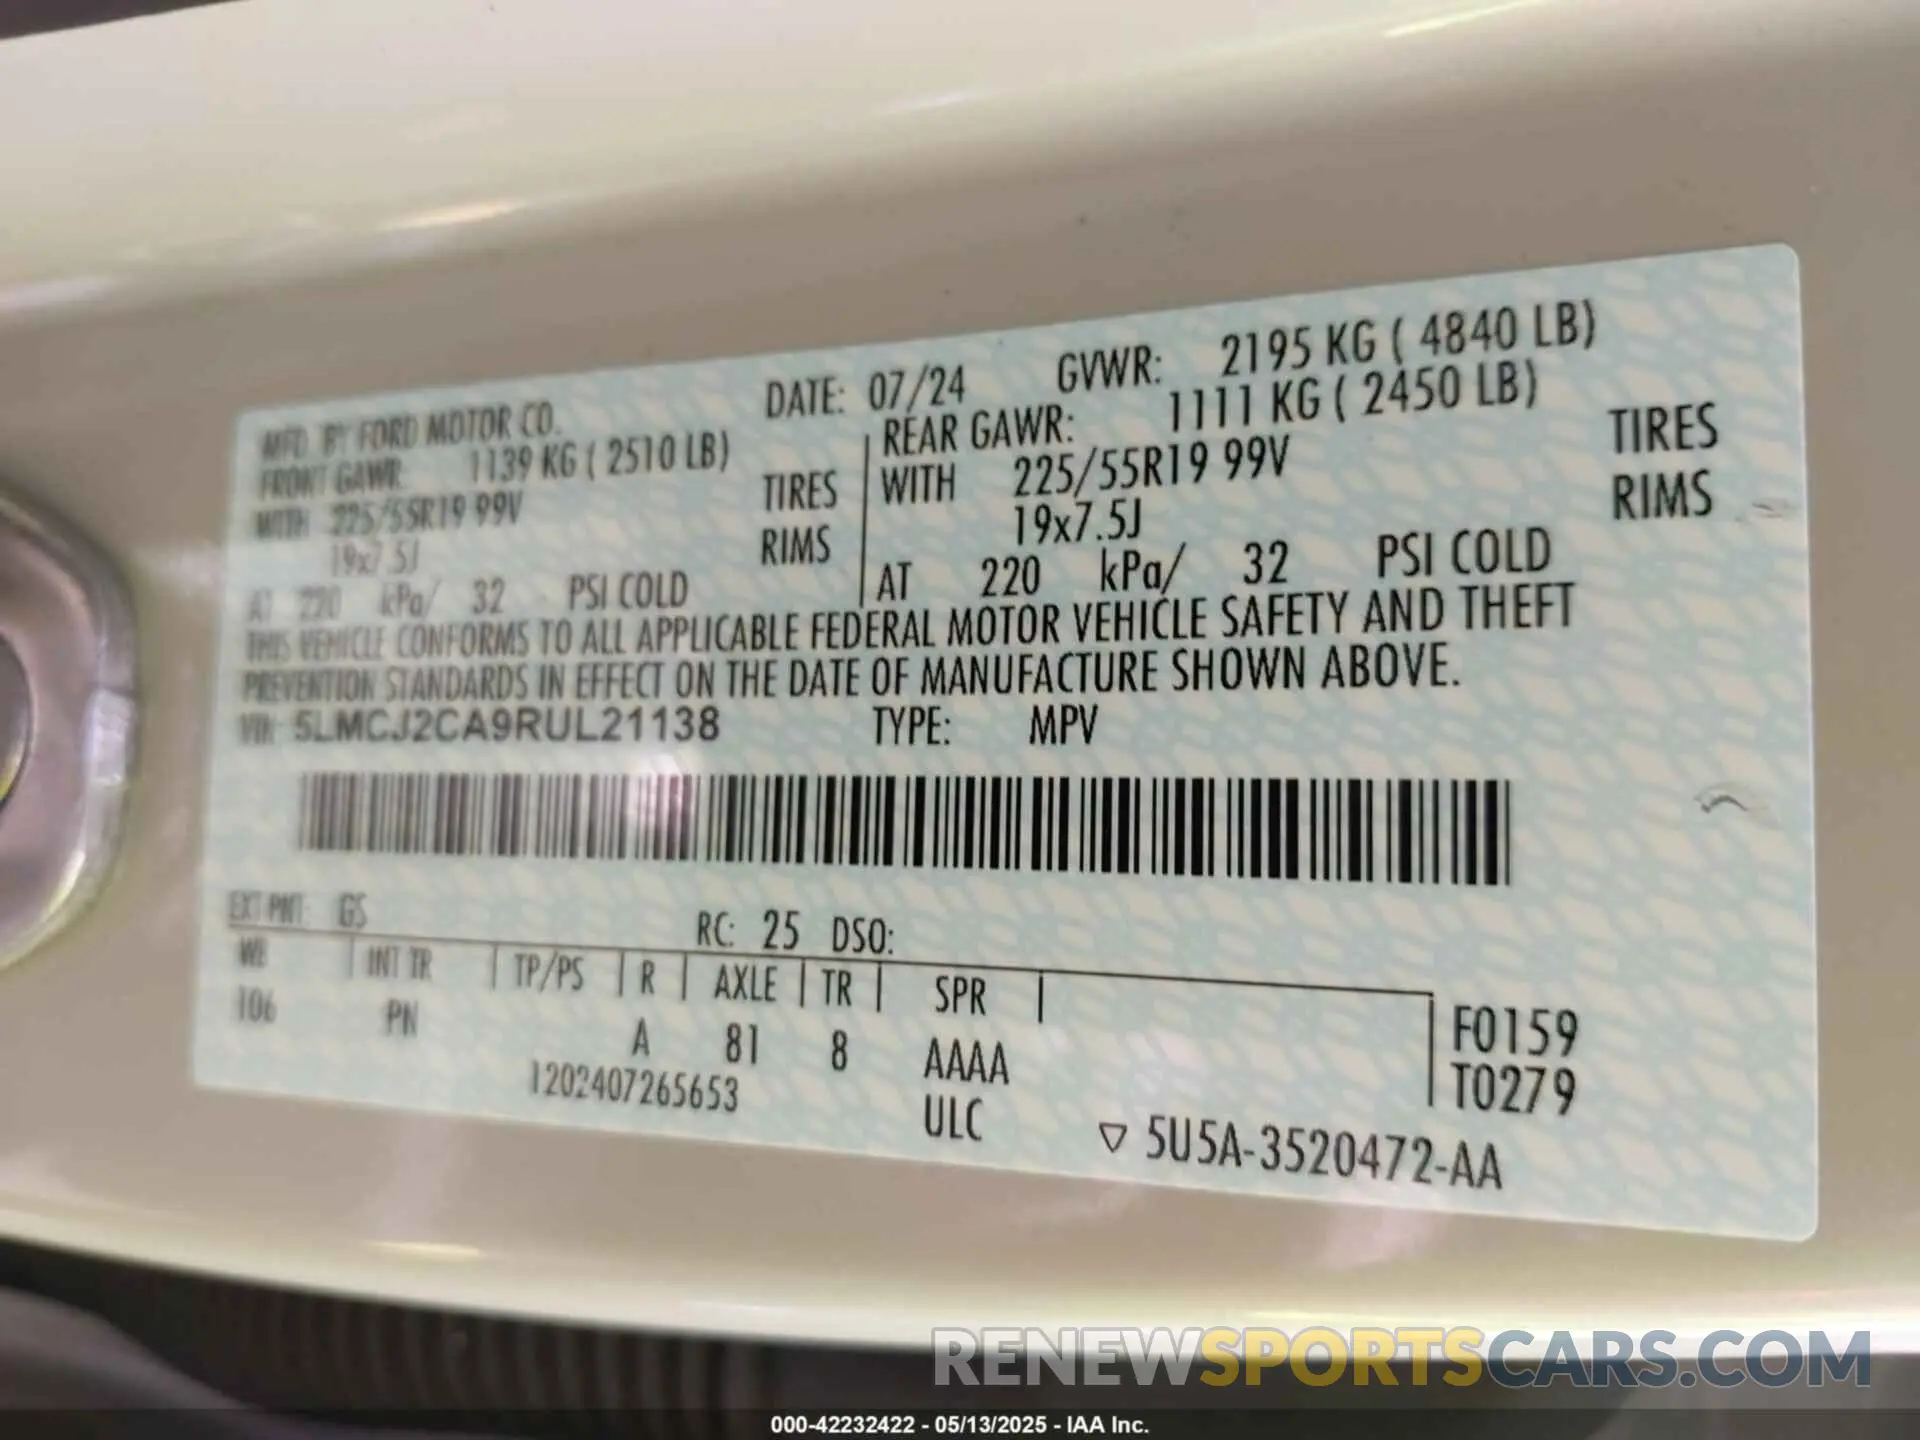 MFD. BY FORD MOTOR CO. DATE: 07/24 GVWR: 2195 KG ( 4840 LB)
FRONT GAWR: 1139 KG ( 2510 LB) REAR GAWR: 1111 KG ( 2450 LB)
WITH 225/55R19 99V TIRES WITH 225/55R19 99V TIRES
19x7.5J RIMS 19x7.5J RIMS
AT 220 kPa/ 32 PSI COLD AT 220 kPa/ 32 PSI COLD
THIS VEHICLE CONFORMS TO ALL APPLICABLE FEDERAL MOTOR VEHICLE SAFETY AND THEFT
PREVENTION STANDARDS IN EFFECT ON THE DATE OF MANUFACTURE SHOWN ABOVE.
VIN: 5LMCJ2CA9RUL21138 TYPE: MPV
EXT PNT: GS RC: 25 DSO:
WB INT TR TP/PS R AXLE TR SPR F0159
106 PN A 81 8 AAAA T0279
1202407265653 ULC 5U5A-3520472-AA
RENEWSPORTSCARS.COM
000-42232422 - 05/13/2025 - IAA Inc.